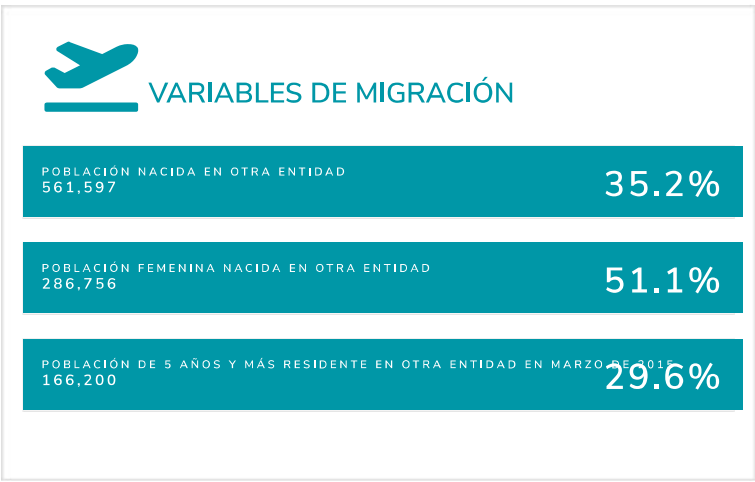 VARIABLES DE MIGRACIÓN
POBLACIÓN NACIDA EN OTRA ENTIDAD
561,597
35.2%
POBLACIÓN FEMENINA NACIDA EN OTRA ENTIDAD
286,756
51.1%
POBLACIÓN DE 5 AÑOS Y MÁS RESIDENTE EN OTRA ENTIDAD EN MARZO DE 2015
166,200
29.6%